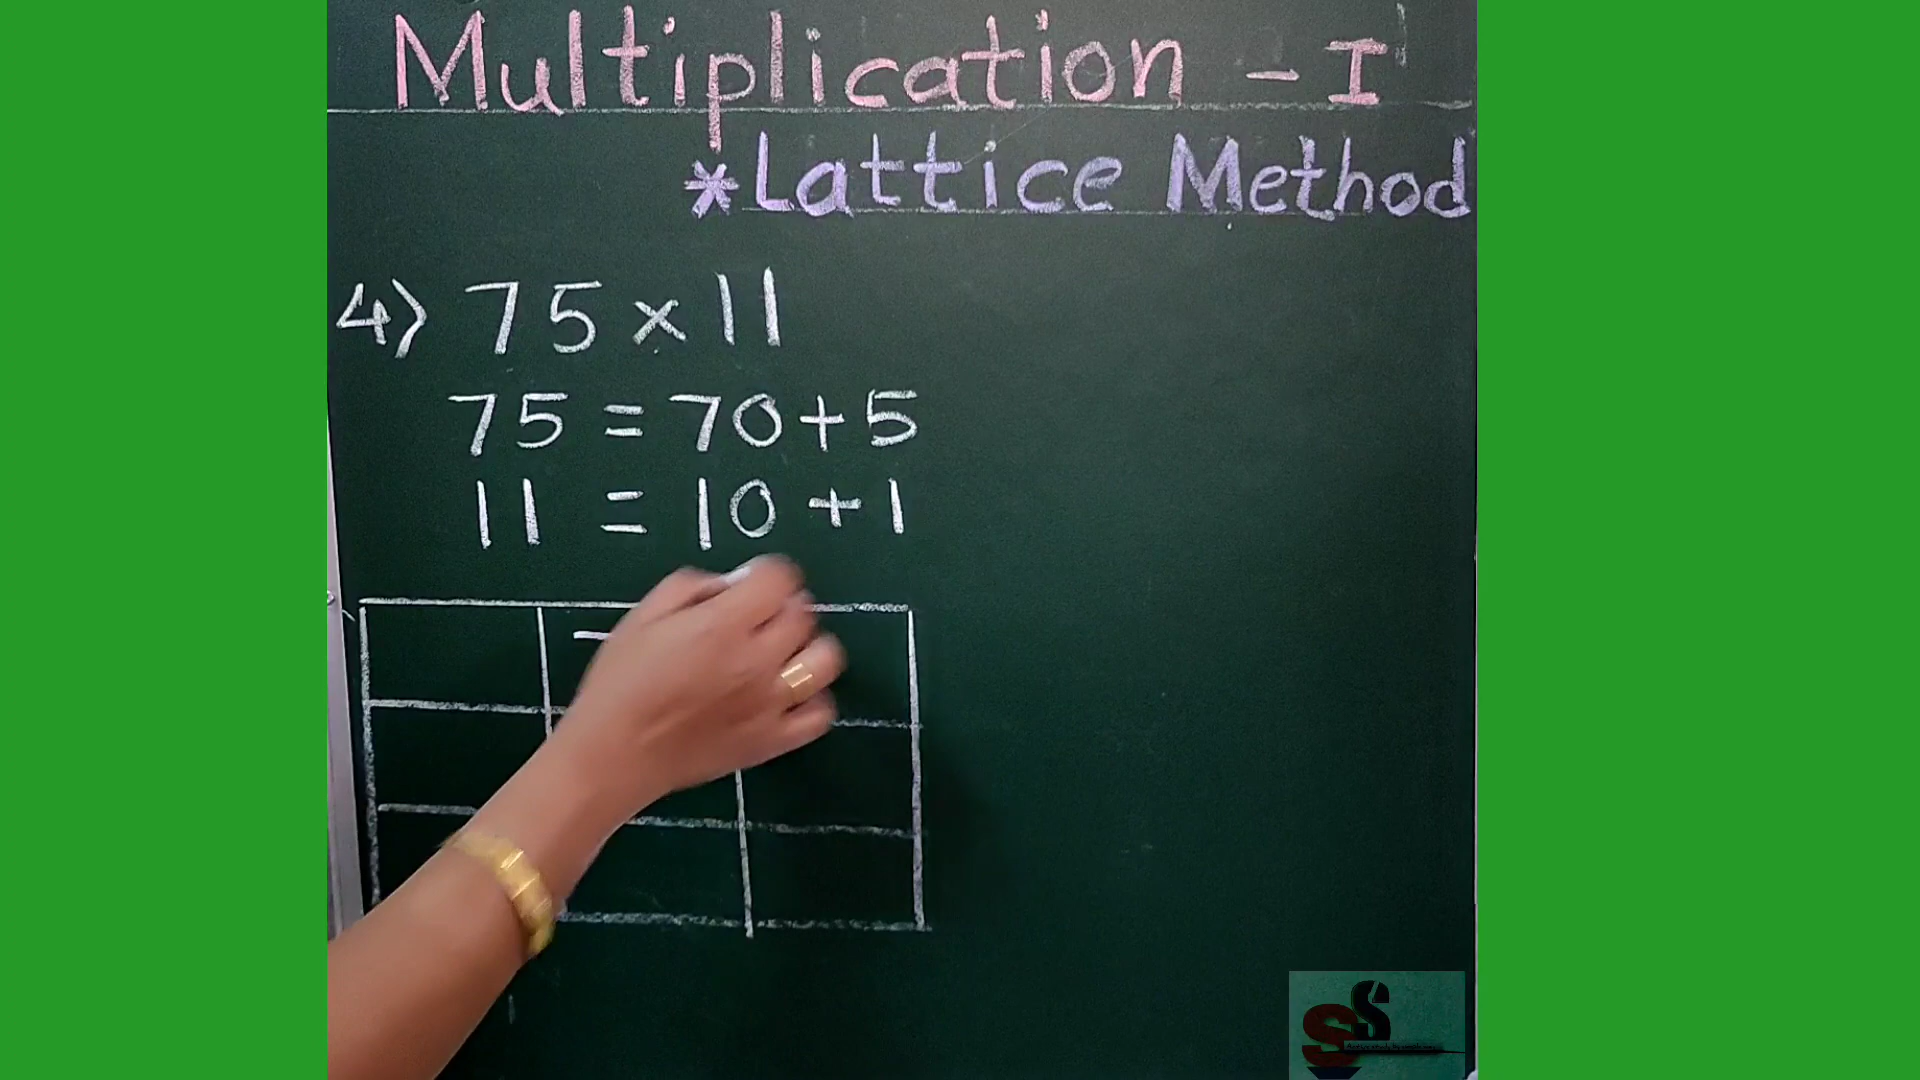 Multiplication - I
*Lattice Method
4) 75 × 11
75 = 70 + 5
11 = 10 + 1